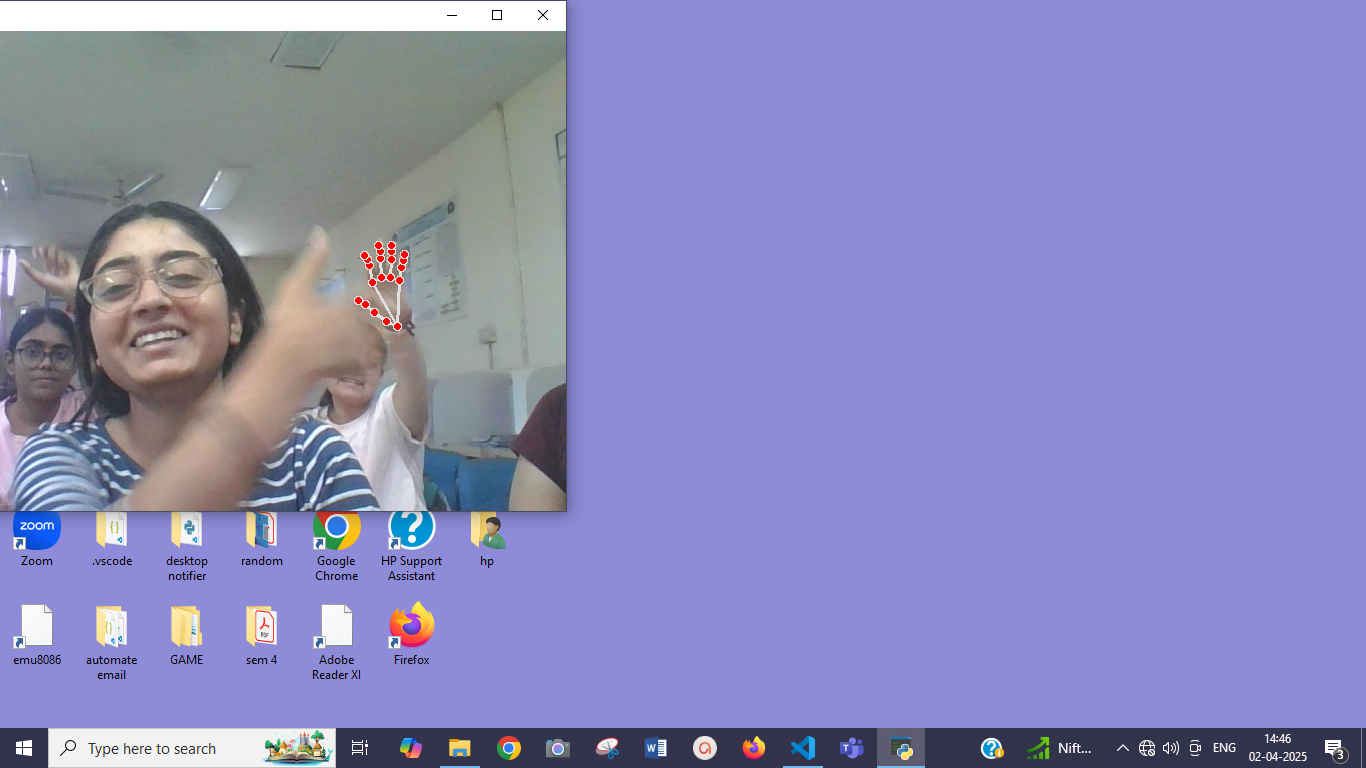 zoom
Zoom
.vscode
desktop
notifier
random
Google
Chrome
HP Support
Assistant
hp
emu8086
automate
email
GAME
PDF
sem 4
Adobe
Reader XI
Firefox
Type here to search
Nift...
ENG
14:46
02-04-2025
3